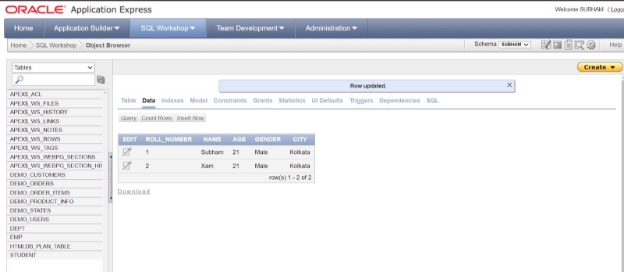 ORACLE Application Express
Welcome SUBHAM
Home Application Builder SQL Workshop Team Development Administration
Home SQL Workshop Object Browser
Schema SUBHAM
Help
Tables
Create
Row updated.
X
APEX$_ACL
APEX$_WS_FILES
APEX$_WS_HISTORY
APEX$_WS_LINKS
APEX$_WS_NOTES
APEX$_WS_ROWS
APEX$_WS_TAGS
APEX$_WS_WEBPG_SECTIONS
APEX$_WS_WEBPG_SECTION_HIS
DEMO_CUSTOMERS
DEMO_ORDERS
DEMO_ORDER_ITEMS
DEMO_PRODUCT_INFO
DEMO_STATES
DEMO_USERS
DEPT
EMP
HTMLDB_PLAN_TABLE
STUDENT
Table Data Indexes Model Constraints Grants Statistics UI Defaults Triggers Dependencies SQL
Query Count Rows Insert Row
EDIT ROLL_NUMBER NAME AGE GENDER CITY
1 Subham 21 Male Kolkata
2 Xam 21 Male Kolkata
row(s) 1 - 2 of 2
Download